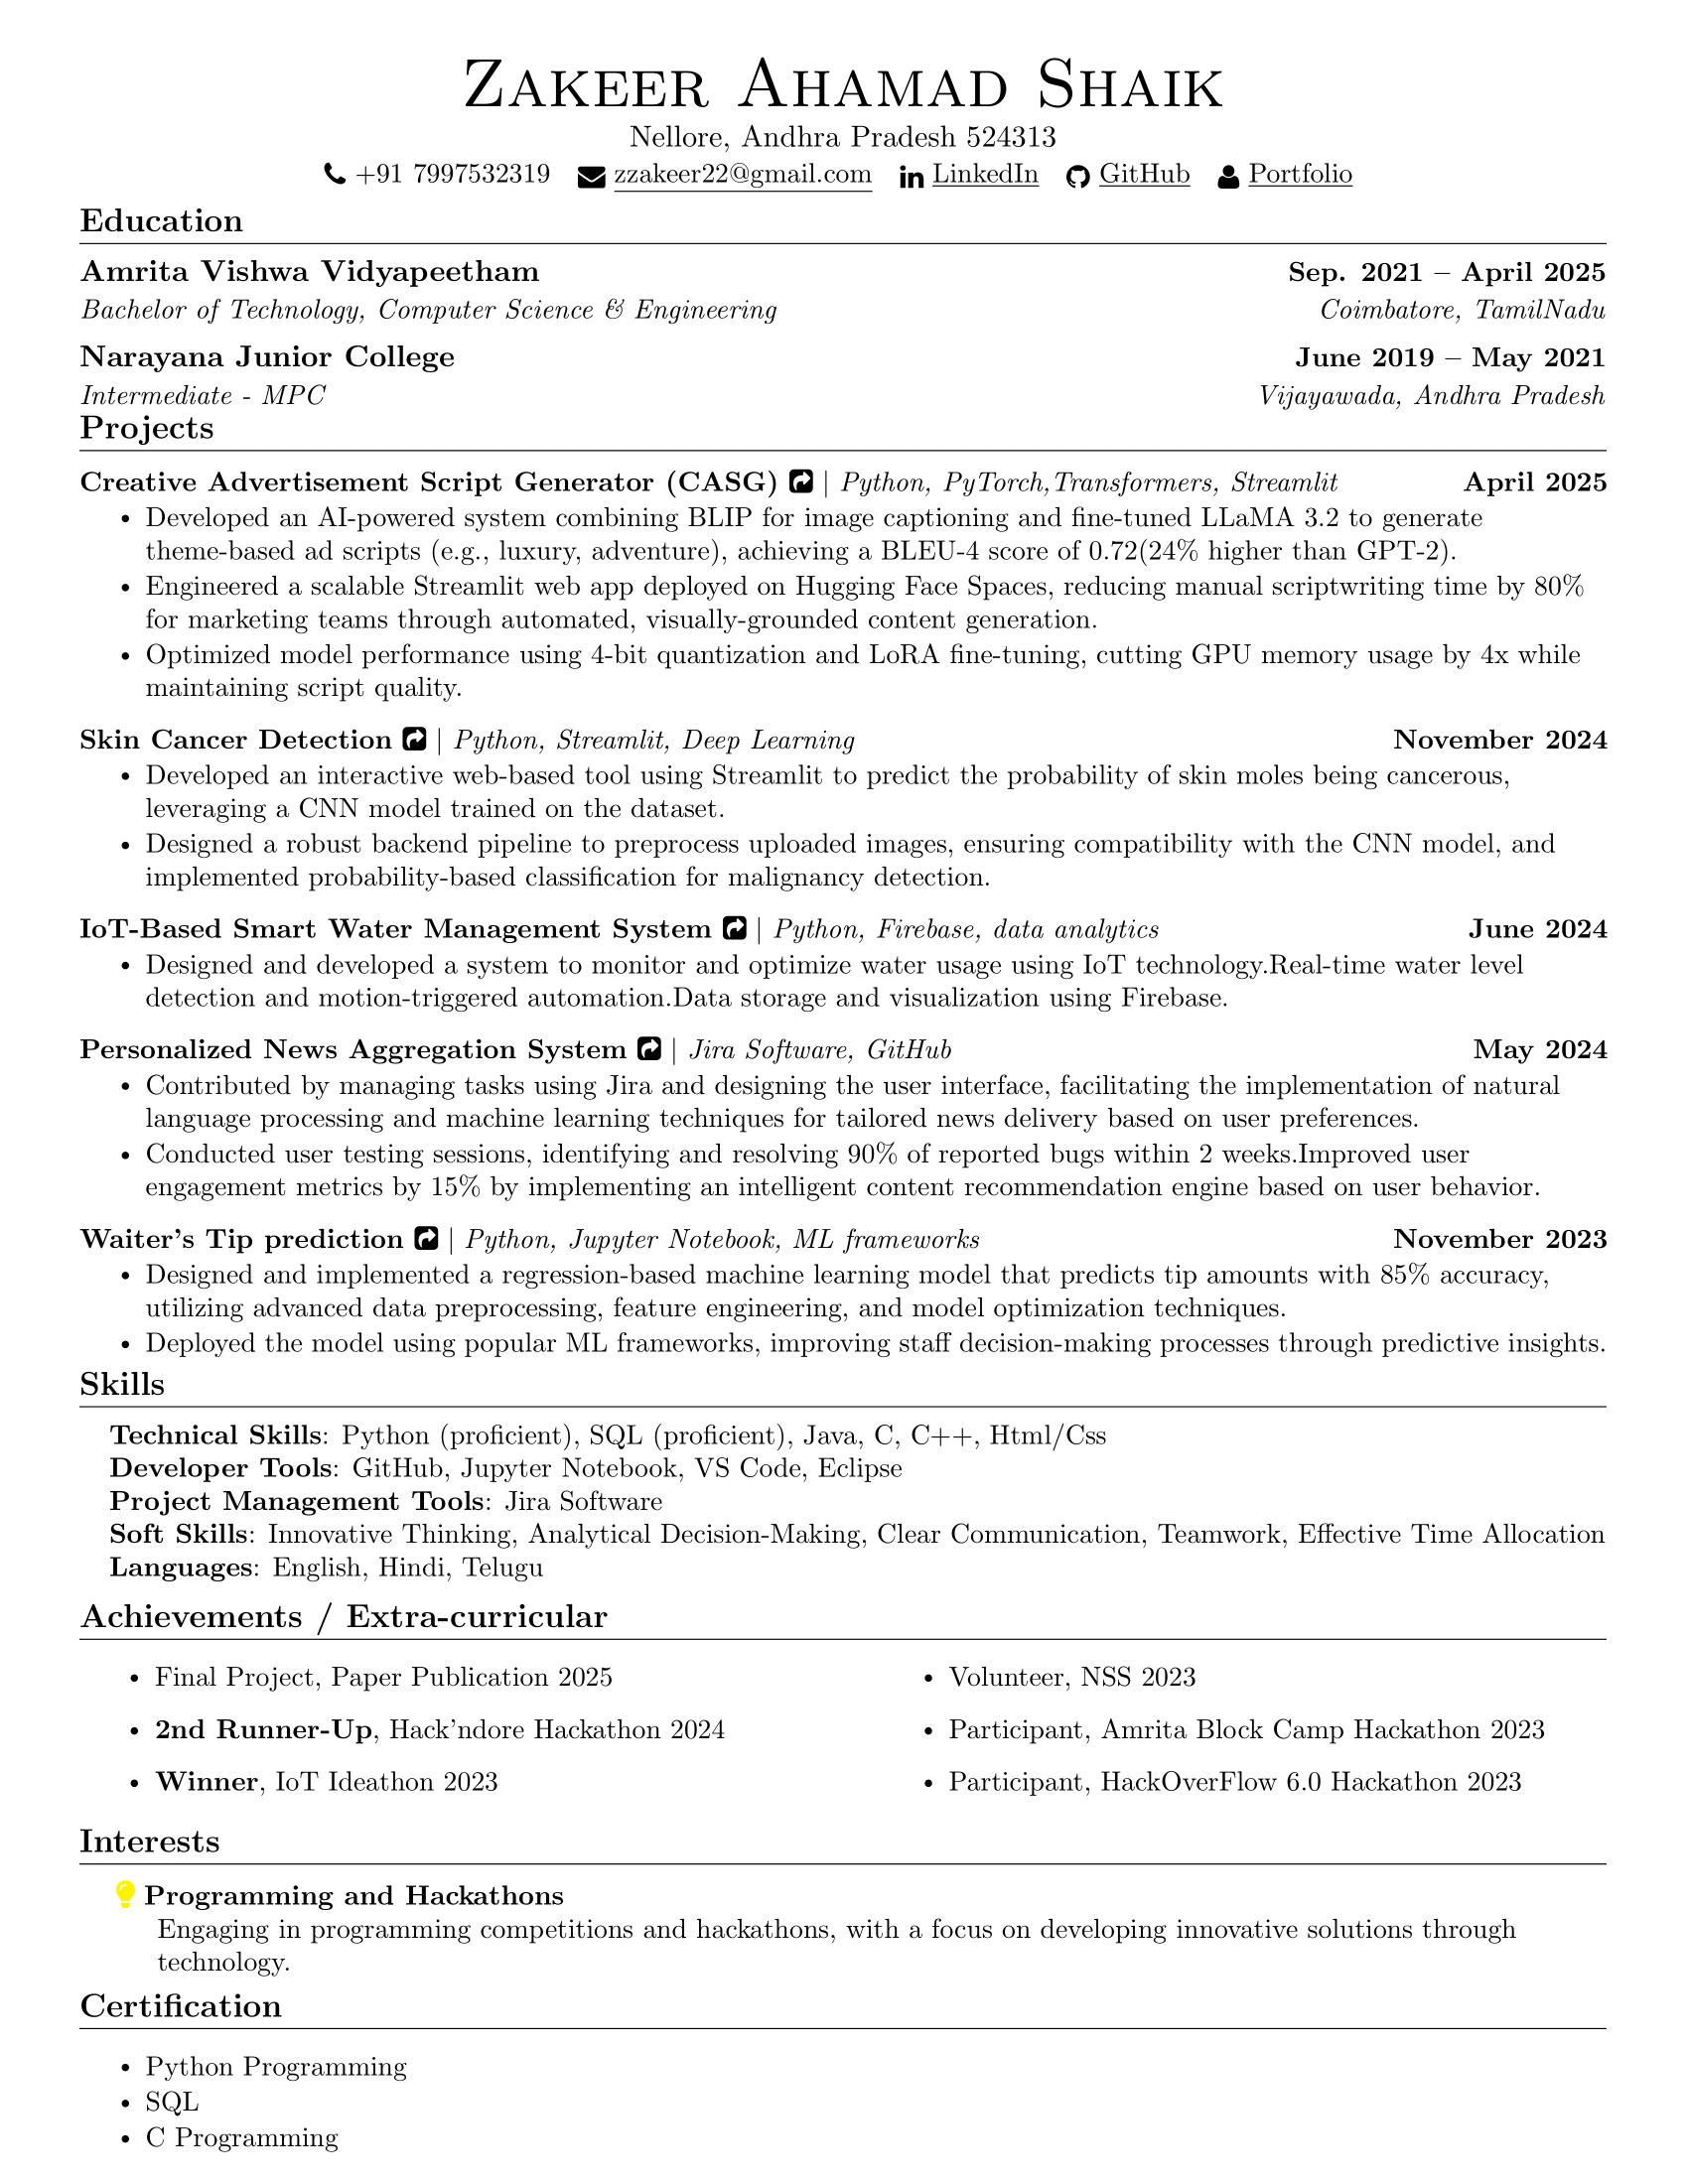 Zakeer Ahamad Shaik
Nellore, Andhra Pradesh 524313
+91 7997532319 zzakeer22@gmail.com LinkedIn GitHub Portfolio
Education
Amrita Vishwa Vidyapeetham Sep. 2021 – April 2025
Bachelor of Technology, Computer Science & Engineering Coimbatore, TamilNadu
Narayana Junior College June 2019 – May 2021
Intermediate - MPC Vijayawada, Andhra Pradesh
Projects
Creative Advertisement Script Generator (CASG) | Python, PyTorch,Transformers, Streamlit April 2025
• Developed an AI-powered system combining BLIP for image captioning and fine-tuned LLaMA 3.2 to generate
theme-based ad scripts (e.g., luxury, adventure), achieving a BLEU-4 score of 0.72(24% higher than GPT-2).
• Engineered a scalable Streamlit web app deployed on Hugging Face Spaces, reducing manual scriptwriting time by 80%
for marketing teams through automated, visually-grounded content generation.
• Optimized model performance using 4-bit quantization and LoRA fine-tuning, cutting GPU memory usage by 4x while
maintaining script quality.
Skin Cancer Detection | Python, Streamlit, Deep Learning November 2024
• Developed an interactive web-based tool using Streamlit to predict the probability of skin moles being cancerous,
leveraging a CNN model trained on the dataset.
• Designed a robust backend pipeline to preprocess uploaded images, ensuring compatibility with the CNN model, and
implemented probability-based classification for malignancy detection.
IoT-Based Smart Water Management System | Python, Firebase, data analytics June 2024
• Designed and developed a system to monitor and optimize water usage using IoT technology.Real-time water level
detection and motion-triggered automation.Data storage and visualization using Firebase.
Personalized News Aggregation System | Jira Software, GitHub May 2024
• Contributed by managing tasks using Jira and designing the user interface, facilitating the implementation of natural
language processing and machine learning techniques for tailored news delivery based on user preferences.
• Conducted user testing sessions, identifying and resolving 90% of reported bugs within 2 weeks.Improved user
engagement metrics by 15% by implementing an intelligent content recommendation engine based on user behavior.
Waiter's Tip prediction | Python, Jupyter Notebook, ML frameworks November 2023
• Designed and implemented a regression-based machine learning model that predicts tip amounts with 85% accuracy,
utilizing advanced data preprocessing, feature engineering, and model optimization techniques.
• Deployed the model using popular ML frameworks, improving staff decision-making processes through predictive insights.
Skills
Technical Skills: Python (proficient), SQL (proficient), Java, C, C++, Html/Css
Developer Tools: GitHub, Jupyter Notebook, VS Code, Eclipse
Project Management Tools: Jira Software
Soft Skills: Innovative Thinking, Analytical Decision-Making, Clear Communication, Teamwork, Effective Time Allocation
Languages: English, Hindi, Telugu
Achievements / Extra-curricular
• Final Project, Paper Publication 2025
• 2nd Runner-Up, Hack'ndore Hackathon 2024
• Winner, IoT Ideathon 2023
• Volunteer, NSS 2023
• Participant, Amrita Block Camp Hackathon 2023
• Participant, HackOverFlow 6.0 Hackathon 2023
Interests
Programming and Hackathons
Engaging in programming competitions and hackathons, with a focus on developing innovative solutions through
technology.
Certification
• Python Programming
• SQL
• C Programming